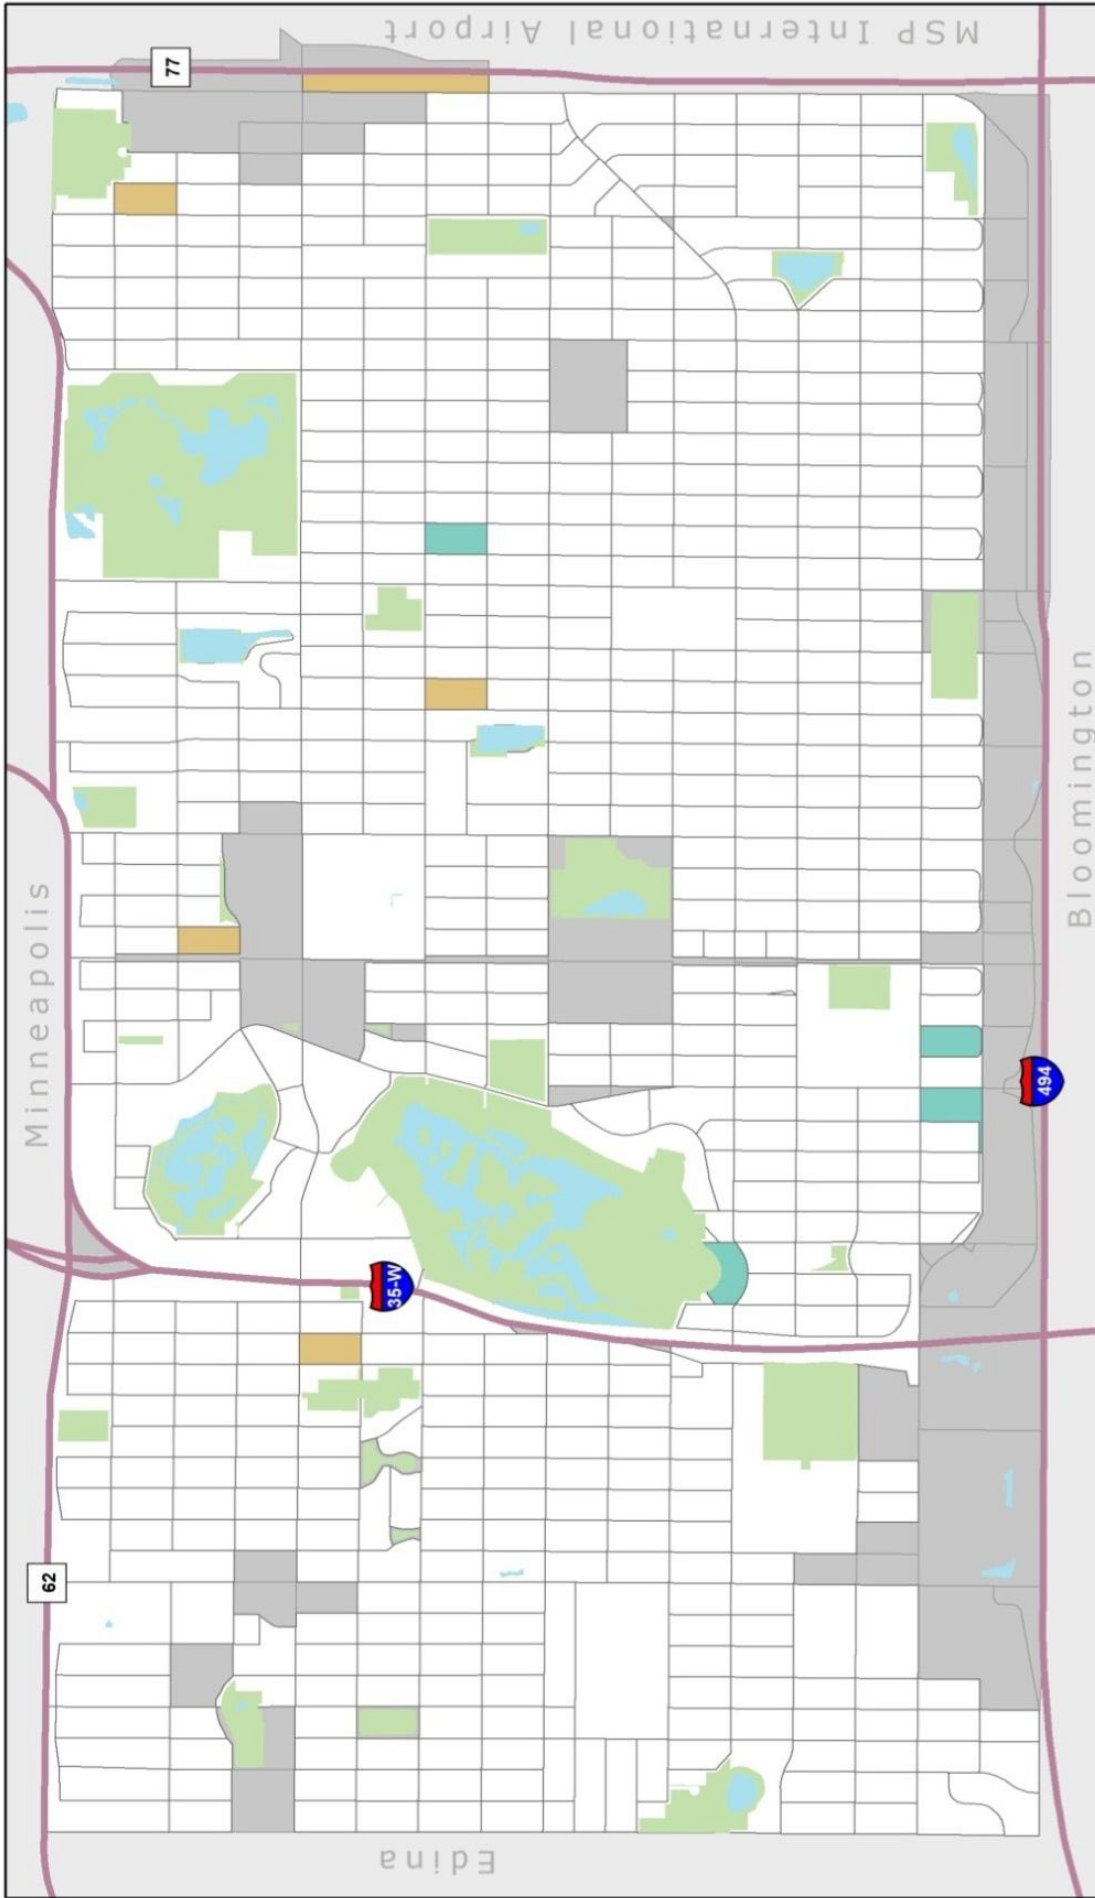 MSP International Airport
77
Minneapolis
Bloomington
494
35-W
62
Edina